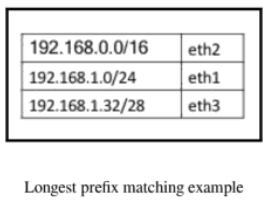 192.168.0.0/16 eth2
192.168.1.0/24 eth1
192.168.1.32/28 eth3
Longest prefix matching example